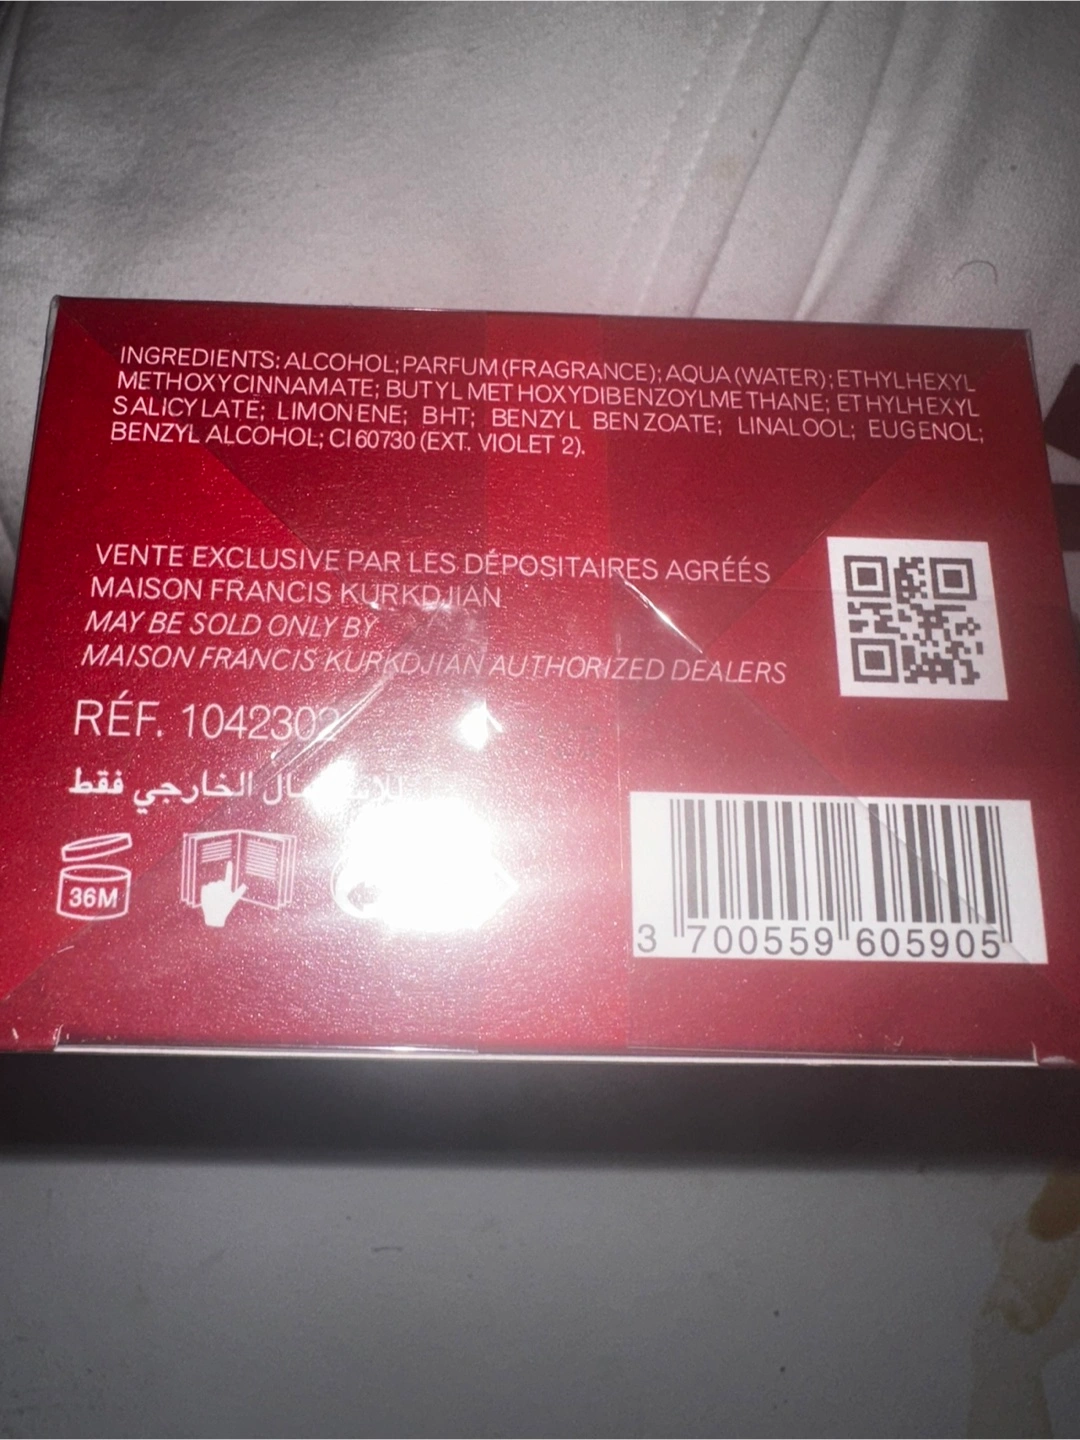 INGREDIENTS: ALCOHOL; PARFUM (FRAGRANCE); AQUA (WATER); ETHYLHEXYL
METHOXYCINNAMATE; BUTYL METHOXYDIBENZOYLMETHANE; ETHYLHEXYL
SALICYLATE; LIMONENE; BHT; BENZYL BENZOATE; LINALOOL; EUGENOL;
BENZYL ALCOHOL; CI 60730 (EXT. VIOLET 2).
VENTE EXCLUSIVE PAR LES DÉPOSITAIRES AGRÉÉS
MAISON FRANCIS KURKDJIAN
MAY BE SOLD ONLY BY
MAISON FRANCIS KURKDJIAN AUTHORIZED DEALERS
RÉF. 1042302
الخارجي فقط
36M
3 700559 605905